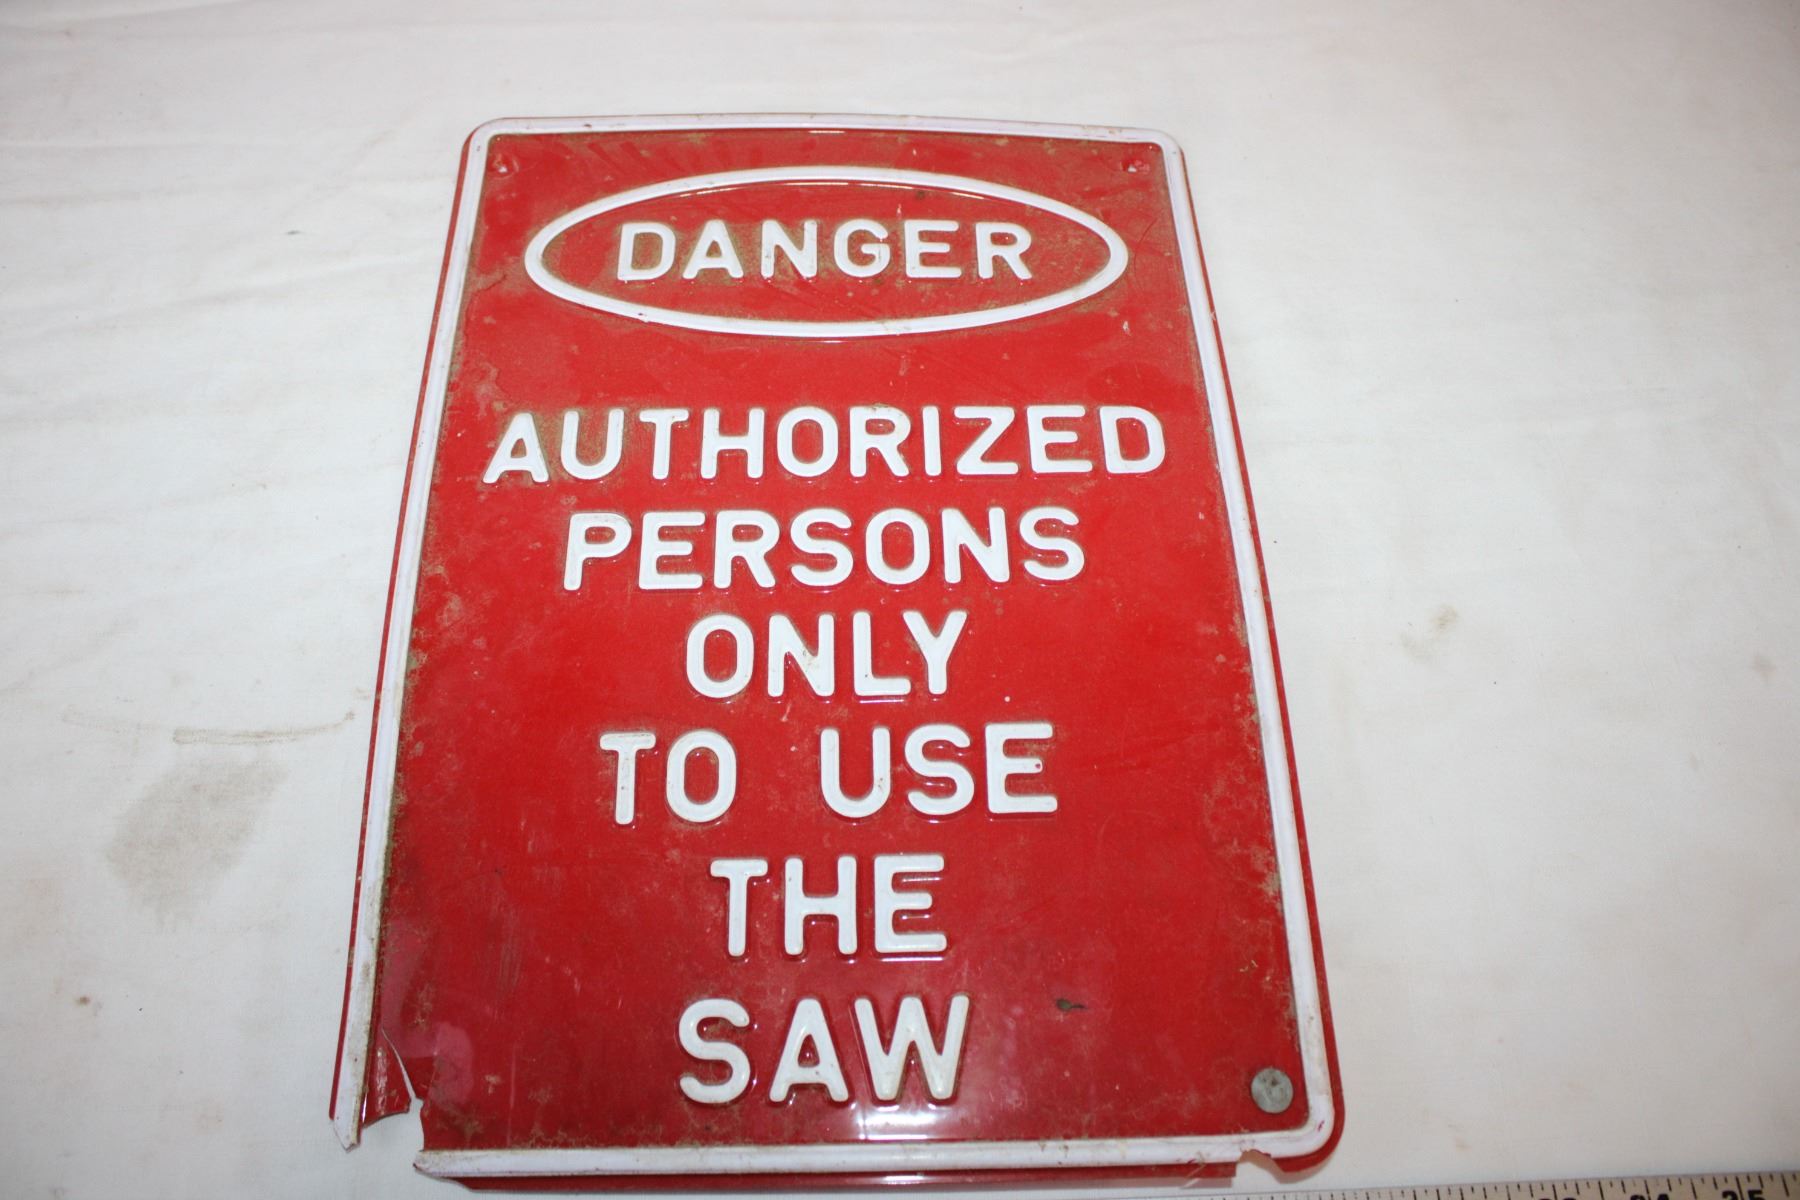 DANGER
AUTHORIZED
PERSONS
ONLY
TO USE
THE
SAW